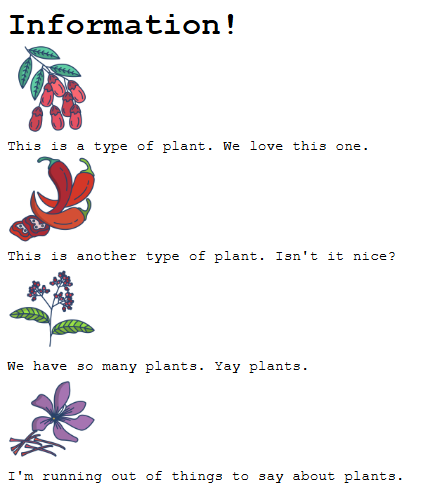 Information!
This is a type of plant. We love this one.
This is another type of plant. Isn't it nice?
We have so many plants. Yay plants.
I'm running out of things to say about plants.